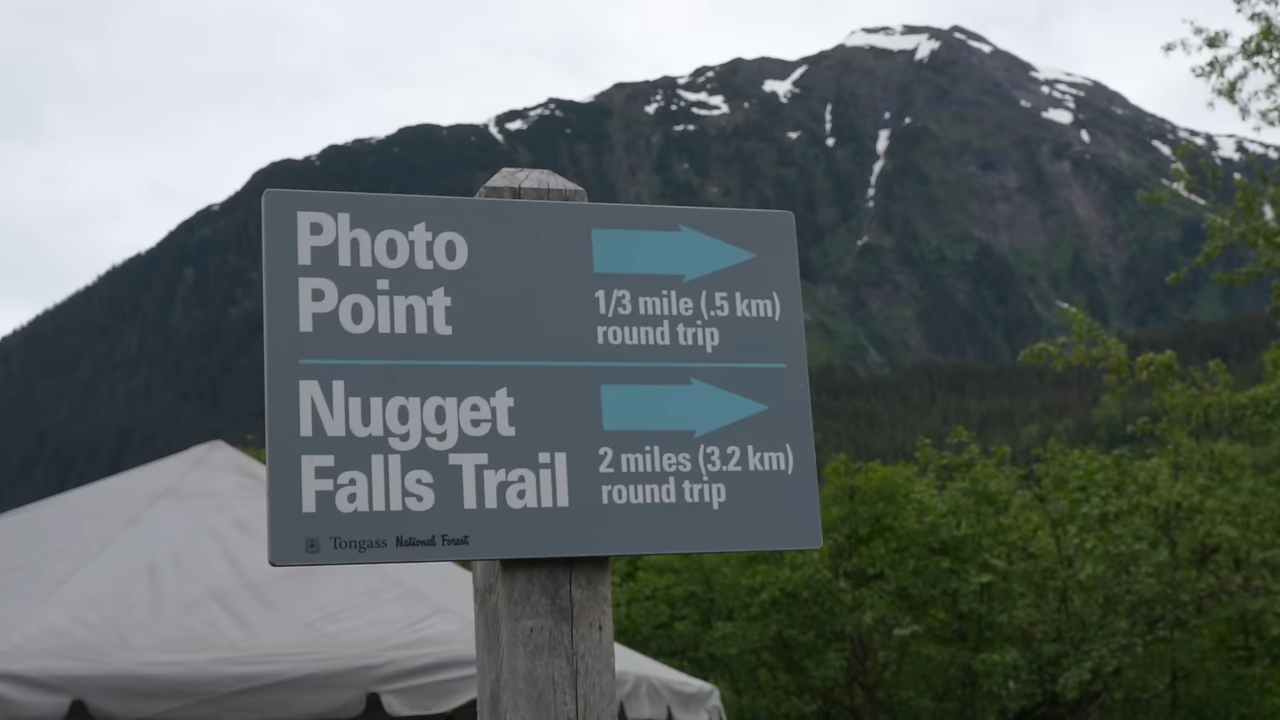 Photo
Point
1/3 mile (.5 km)
round trip
Nugget
Falls Trail
2 miles (3.2 km)
round trip
Tongass National Forest